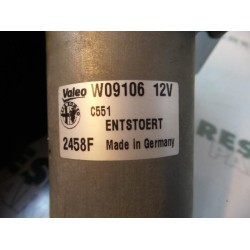 Valeo W09106 12V
C551
ENTSTOERT
2458F Made in Germany
RES